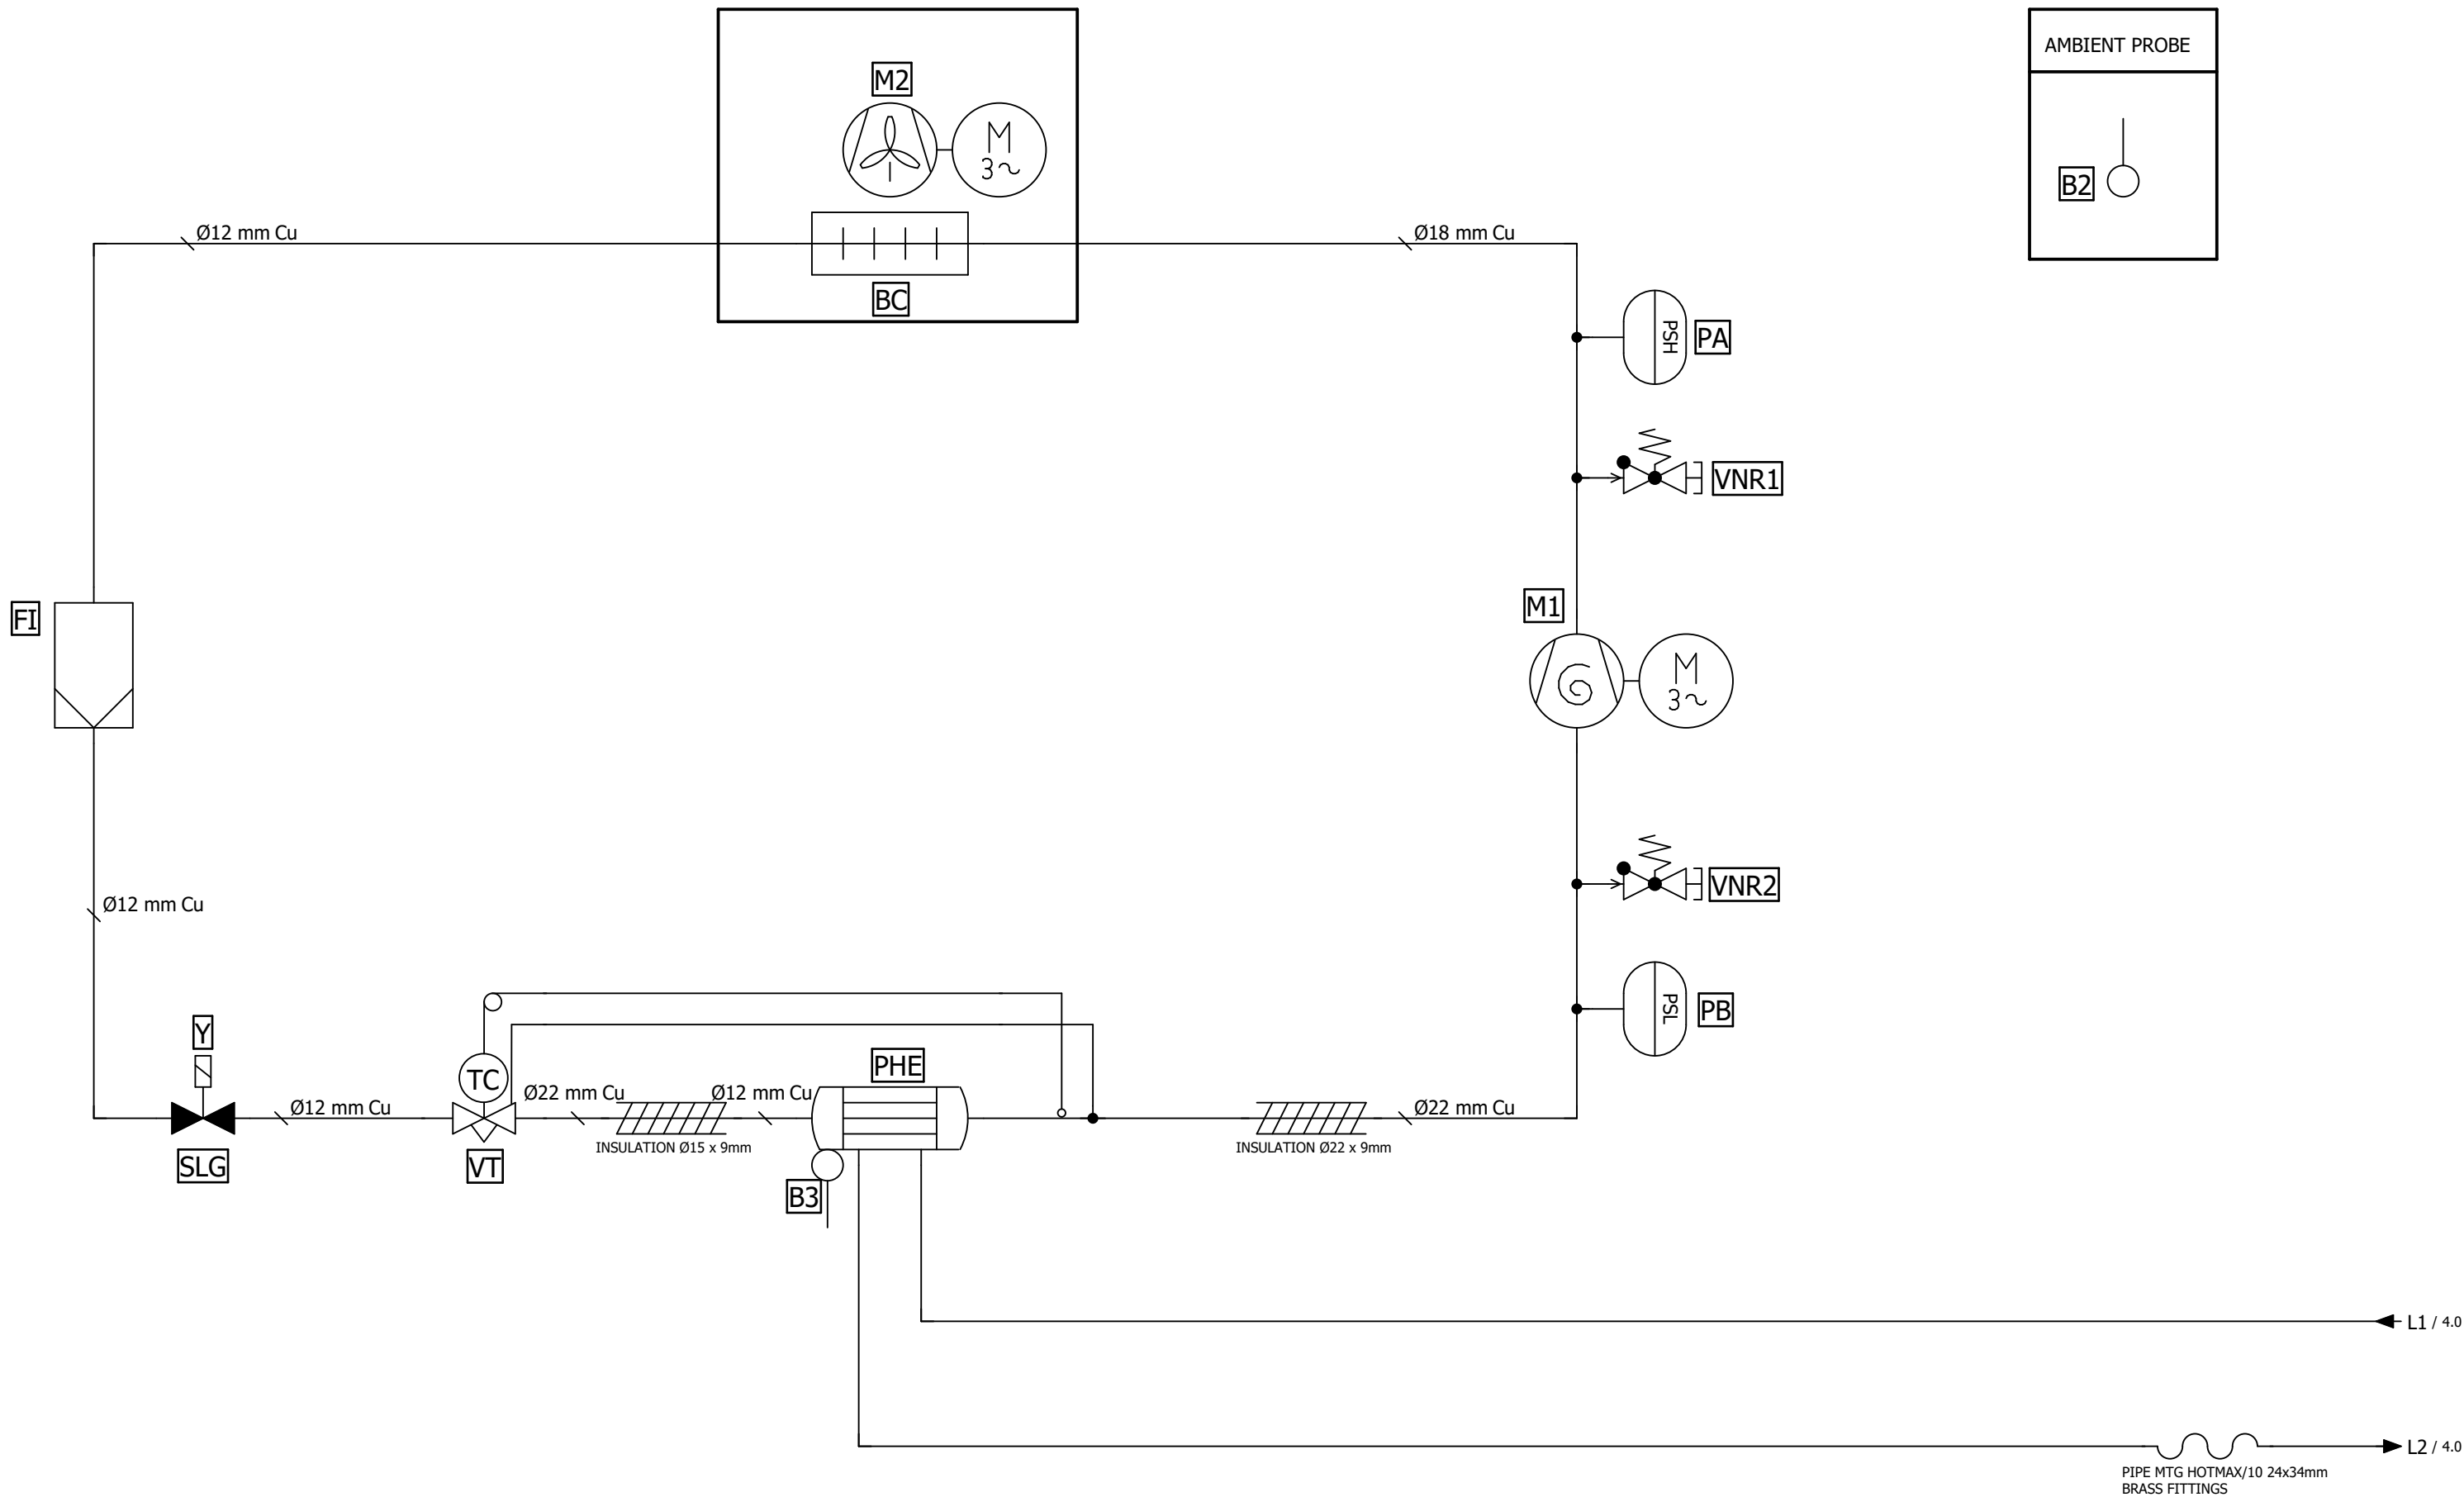 AMBIENT PROBE
M2
M
3~
B2
Ø12 mm Cu
Ø18 mm Cu
BC
PSH
PA
VNR1
M1
FI
M
3~
VNR2
Ø12 mm Cu
PSL
PB
Y
PHE
TC
Ø22 mm Cu
Ø12 mm Cu
Ø12 mm Cu
Ø22 mm Cu
INSULATION Ø15 x 9mm
INSULATION Ø22 x 9mm
SLG
VT
B3
L1 / 4.0
L2 / 4.0
PIPE MTG HOTMAX/10 24x34mm
BRASS FITTINGS